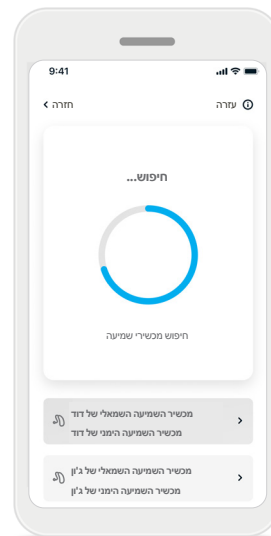 9:41
חזרה
עזרה
חיפוש...
חיפוש מכשירי שמיעה
מכשיר השמיעה השמאלי של דוד
מכשיר השמיעה הימני של דוד
מכשיר השמיעה השמאלי של ג'ון
מכשיר השמיעה הימני של ג'ון